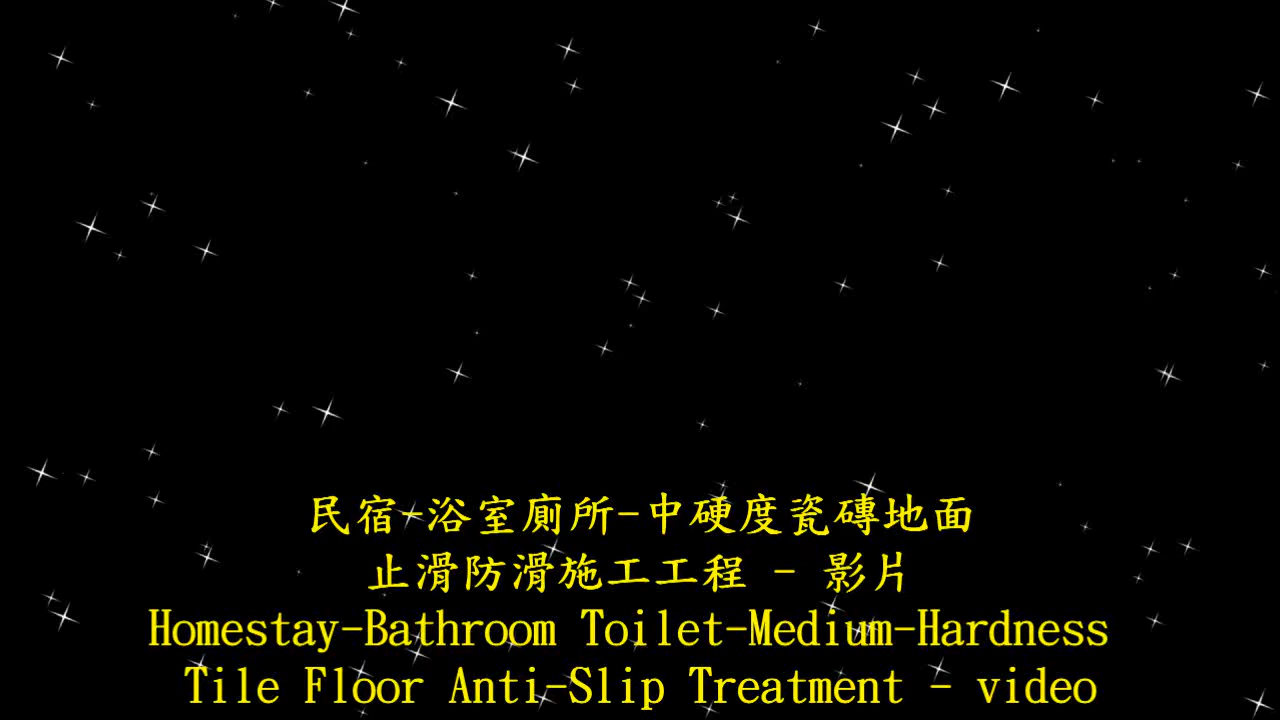 民宿-浴室廁所-中硬度瓷磚地面
止滑防滑施工工程 - 影片
Homestay-Bathroom Toilet-Medium-Hardness
Tile Floor Anti-Slip Treatment - video